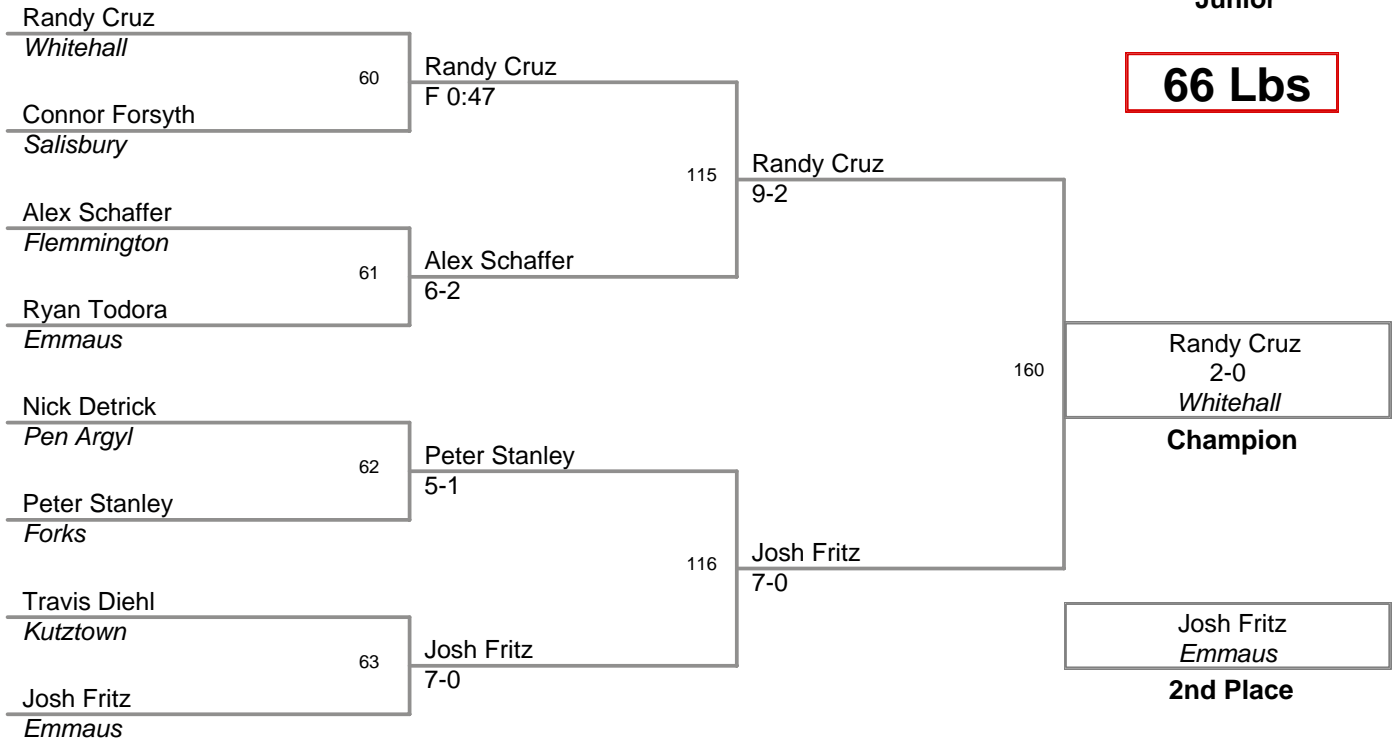 Junior
66 Lbs
Randy Cruz
Whitehall
60
Connor Forsyth
Salisbury
Randy Cruz
F 0:47
Alex Schaffer
Flemmington
61
Ryan Todora
Emmaus
Alex Schaffer
6-2
115
Randy Cruz
9-2
Nick Detrick
Pen Argyl
62
Peter Stanley
Forks
Peter Stanley
5-1
Travis Diehl
Kutztown
63
Josh Fritz
Emmaus
Josh Fritz
7-0
116
Josh Fritz
7-0
160
Randy Cruz
2-0
Whitehall
Champion
Josh Fritz
Emmaus
2nd Place